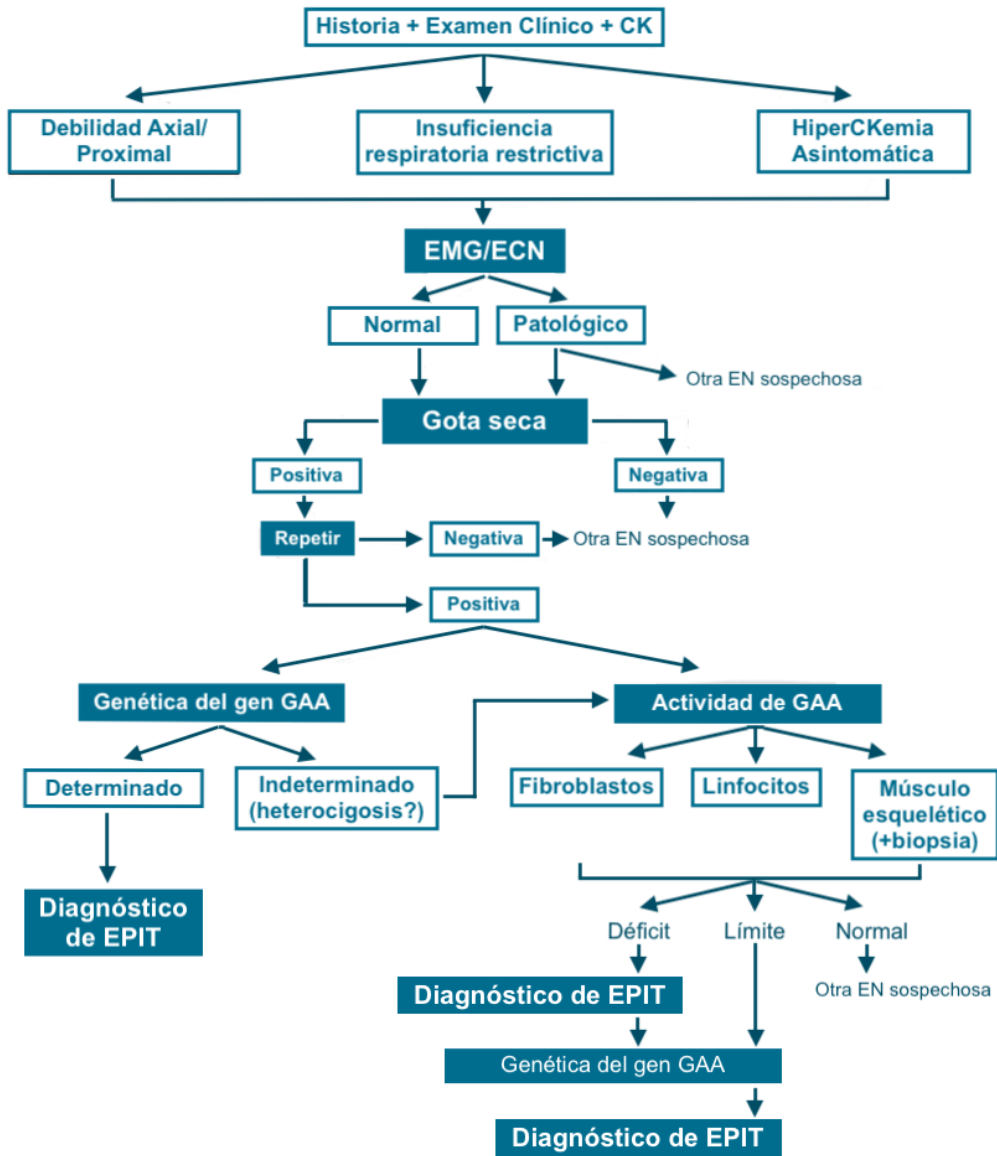 Historia + Examen Clínico + CK
Debilidad Axial/
Proximal
Insuficiencia
respiratoria restrictiva
HiperCKemia
Asintomática
EMG/ECN
Normal
Patológico
Otra EN sospechosa
Gota seca
Positiva
Negativa
Repetir
Negativa
Otra EN sospechosa
Positiva
Genética del gen GAA
Actividad de GAA
Determinado
Indeterminado
(heterocigosis?)
Fibroblastos
Linfocitos
Músculo
esquelético
(+biopsia)
Diagnóstico
de EPIT
Déficit
Límite
Normal
Diagnóstico de EPIT
Otra EN sospechosa
Genética del gen GAA
Diagnóstico de EPIT